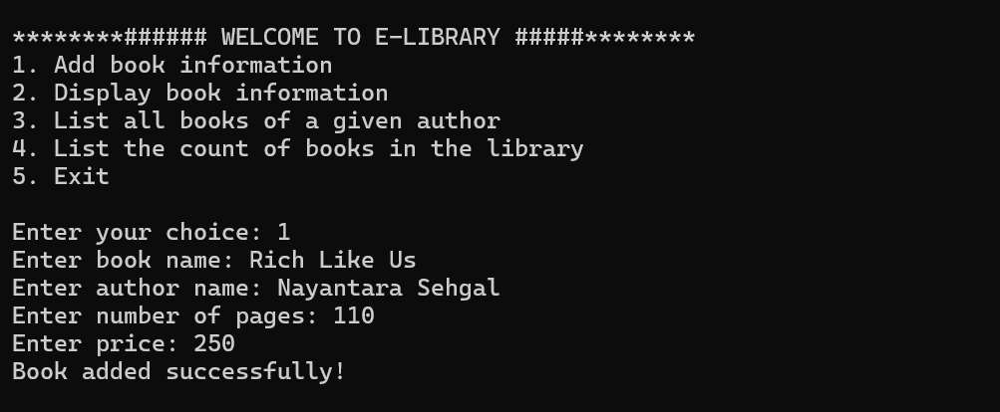 ********###### WELCOME TO E-LIBRARY #####********
1. Add book information
2. Display book information
3. List all books of a given author
4. List the count of books in the library
5. Exit
Enter your choice: 1
Enter book name: Rich Like Us
Enter author name: Nayantara Sehgal
Enter number of pages: 110
Enter price: 250
Book added successfully!